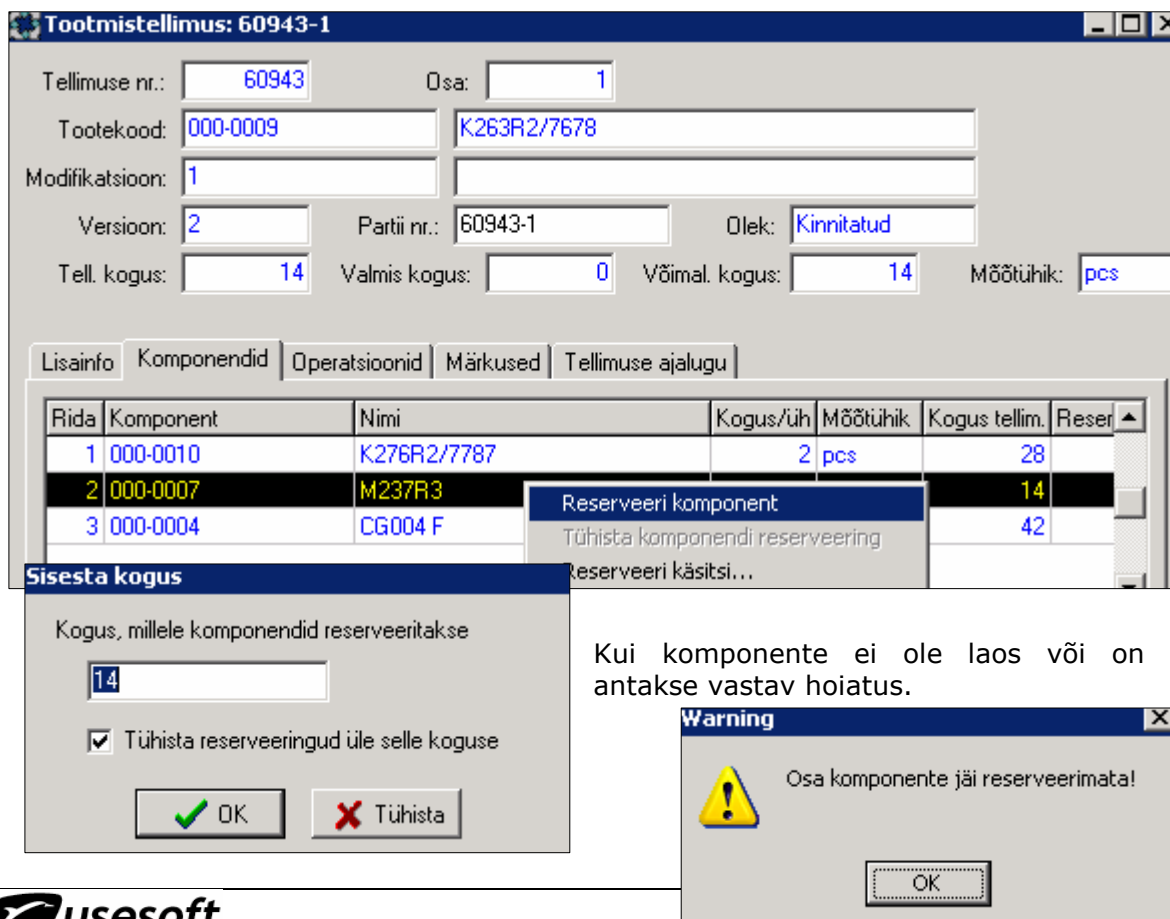 Tootmistellimus: 60943-1
Tellimuse nr.: 60943 Osa: 1
Tootekood: 000-0009 K263R2/7678
Modifikatsioon: 1
Versioon: 2 Partii nr.: 60943-1 Olek: Kinnitatud
Tell. kogus: 14 Valmis kogus: 0 Võimal. kogus: 14 Mõõtühik: pcs
Lisainfo Komponendid Operatsioonid Märkused Tellimuse ajalugu
Rida Komponent Nimi Kogus/üh Mõõtühik Kogus tellim. Reser
1 000-0010 K276R2/7787 2 pcs 28
2 000-0007 M237R3 14
3 000-0004 CG004 F 42
Reserveeri komponent
Tühista komponendi reserveering
Reserveeri käsitsi...
Sisesta kogus
Kogus, millele komponendid reserveeritakse
14
Tühista reserveeringud üle selle koguse
OK Tühista
Kui komponente ei ole laos või on
antakse vastav hoiatus.
Warning
Osa komponente jäi reserveerimata!
OK
usesoft